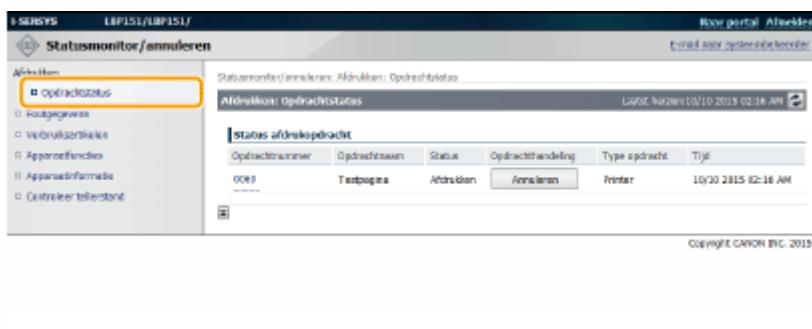 i-SENSYS LBP151/LBP151/ Naar portal Afmelden
Statusmonitor/annuleren E-mail naar systeembeheerder
Afdrukken
Opdrachtstatus
Foutgegevens
Verbruiksartikelen
Apparaatfuncties
Apparaatinformatie
Controleer tellerstand
Statusmonitor/annuleren: Afdrukken: Opdrachtstatus
Afdrukken: Opdrachtstatus Laatst herzien:10/10 2015 02:16 AM
Status afdrukopdracht
Opdrachtnummer Opdrachtnaam Status Opdrachthandeling Type opdracht Tijd
0083 Testpagina Afdrukken Annuleren Printer 10/10 2015 02:16 AM
Copyright CANON INC. 2015